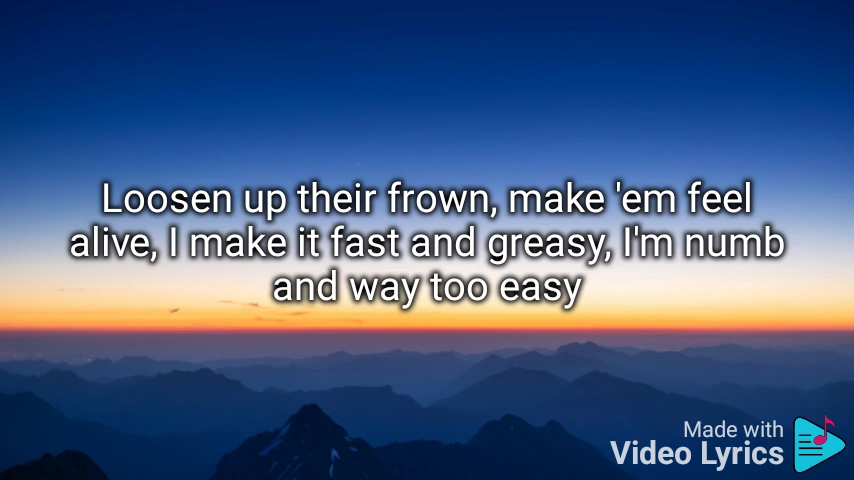 Loosen up their frown, make 'em feel
alive, I make it fast and greasy, I'm numb
and way too easy
Made with
Video Lyrics